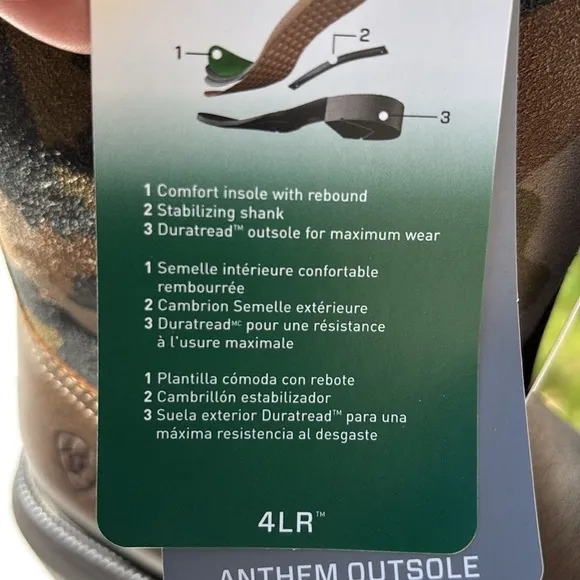 1
2
3
1 Comfort insole with rebound
2 Stabilizing shank
3 Duratread™ outsole for maximum wear
1 Semelle intérieure confortable
rembourrée
2 Cambrion Semelle extérieure
3 Duratreadᴹᶜ pour une résistance
à l'usure maximale
1 Plantilla cómoda con rebote
2 Cambrillón estabilizador
3 Suela exterior Duratread™ para una
máxima resistencia al desgaste
4LR™
ANTHEM OUTSOLE